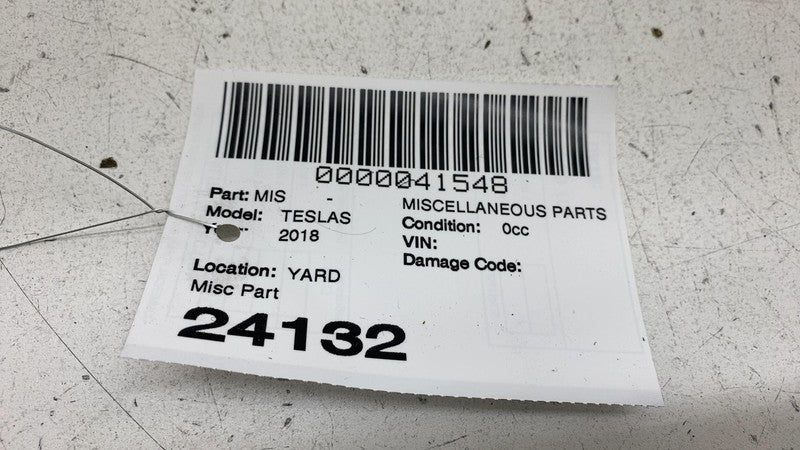 0000041548
Part: MIS - MISCELLANEOUS PARTS
Model: TESLAS Condition: 0cc
2018 VIN:
Damage Code:
Location: YARD
Misc Part
24132